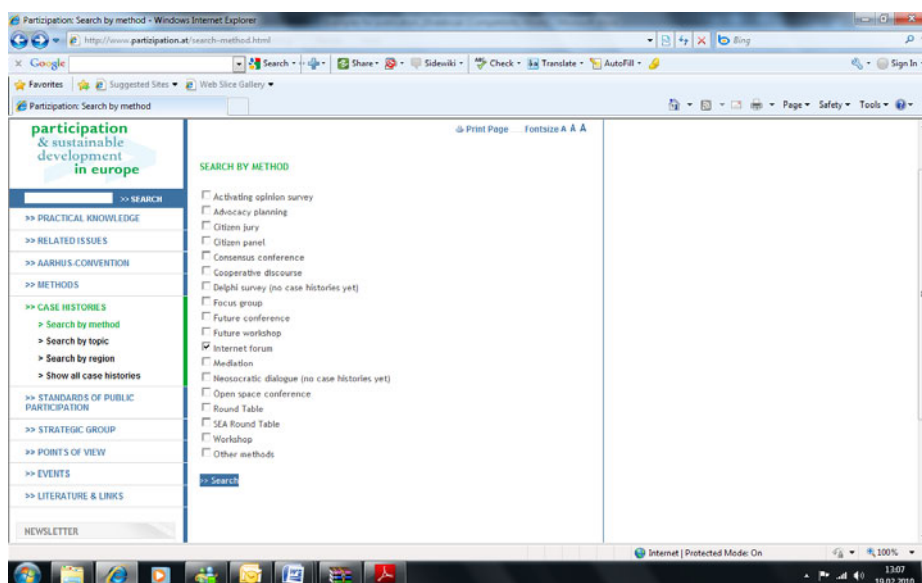 Partizipation: Search by method - Windows Internet Explorer
http://www.partizipation.at/search-method.html
Bing
Google
Search
Share
Sidewiki
Check
Translate
AutoFill
Sign In
Favorites
Suggested Sites
Web Slice Gallery
Partizipation: Search by method
Page
Safety
Tools
participation
& sustainable
development
in europe
>> SEARCH
>> PRACTICAL KNOWLEDGE
>> RELATED ISSUES
>> AARHUS-CONVENTION
>> METHODS
>> CASE HISTORIES
> Search by method
> Search by topic
> Search by region
> Show all case histories
>> STANDARDS OF PUBLIC
PARTICIPATION
>> STRATEGIC GROUP
>> POINTS OF VIEW
>> EVENTS
>> LITERATURE & LINKS
NEWSLETTER
Print Page Fontsize A A A
SEARCH BY METHOD
Activating opinion survey
Advocacy planning
Citizen jury
Citizen panel
Consensus conference
Cooperative discourse
Delphi survey (no case histories yet)
Focus group
Future conference
Future workshop
Internet forum
Mediation
Neosocratic dialogue (no case histories yet)
Open space conference
Round Table
SEA Round Table
Workshop
Other methods
>> Search
Internet | Protected Mode: On
100%
13:07
19.02.2010